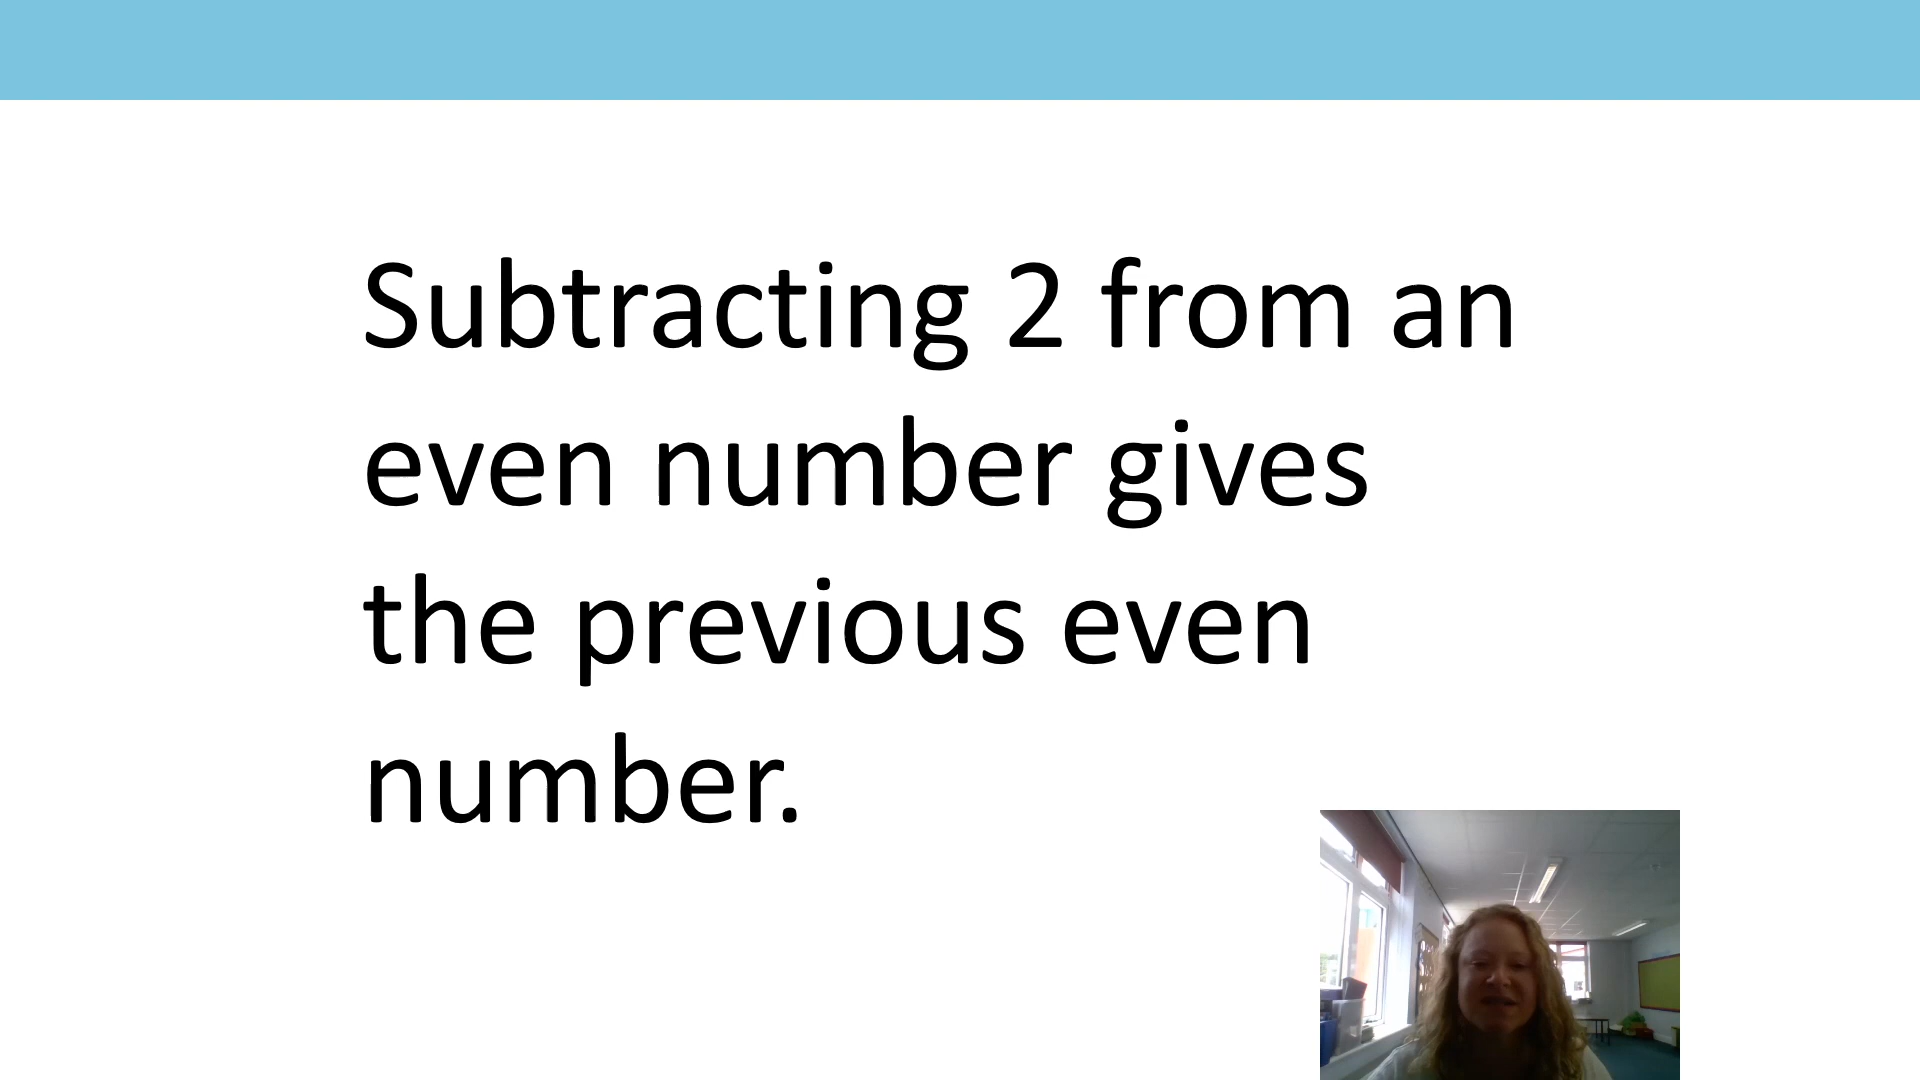 Subtracting 2 from an
even number gives
the previous even
number.